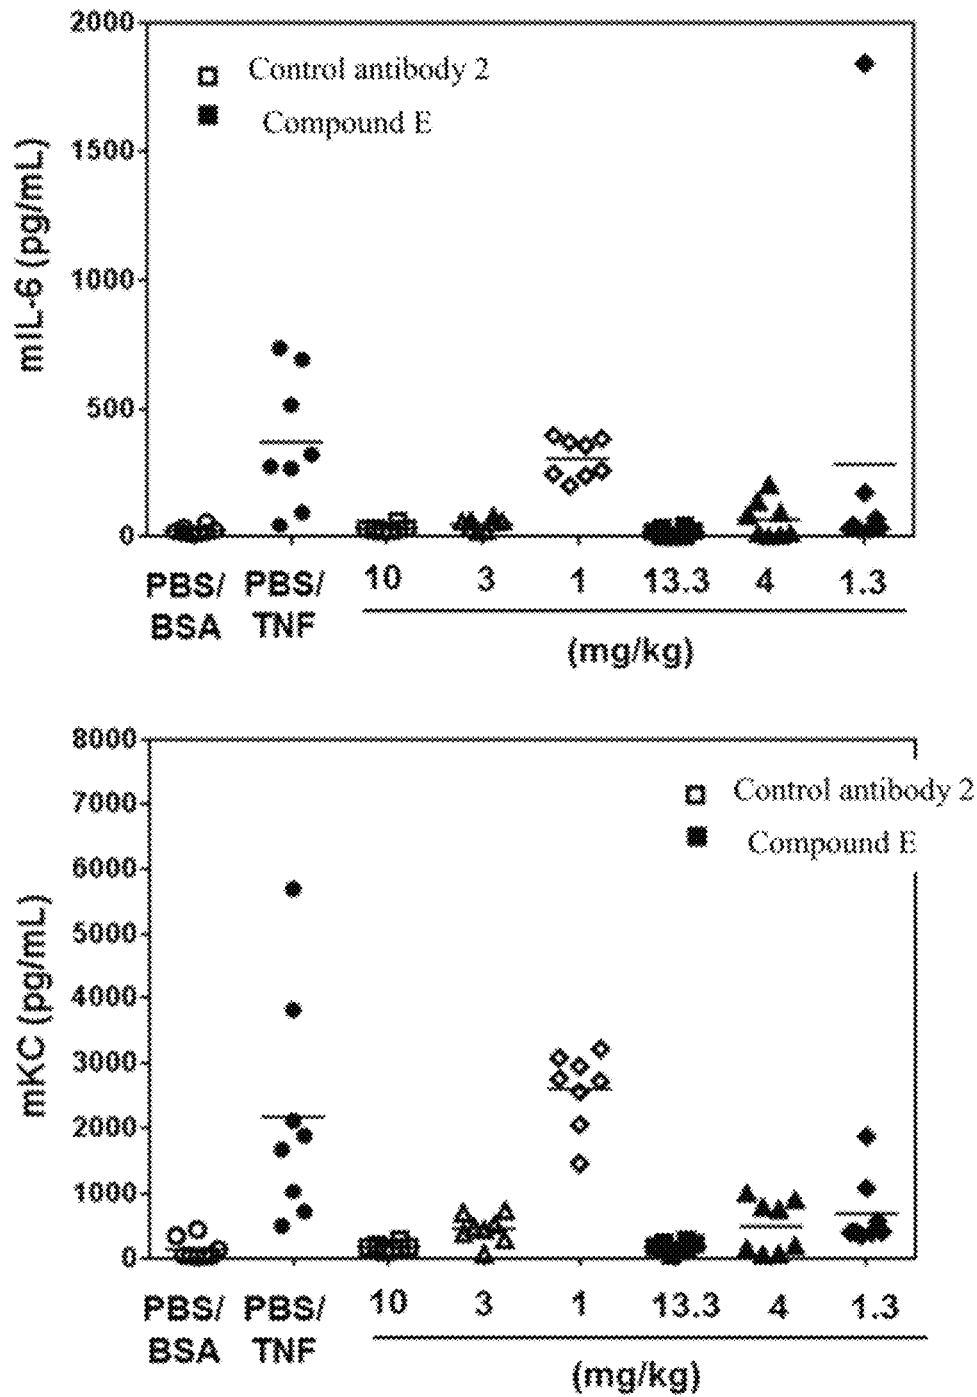 2000
Control antibody 2
Compound E
1500
mIL-6 (pg/mL)
1000
500
0
PBS/ PBS/ 10 3 1 13.3 4 1.3
BSA TNF
(mg/kg)
8000
7000
Control antibody 2
Compound E
6000
5000
mKC (pg/mL)
4000
3000
2000
1000
0
PBS/ PBS/ 10 3 1 13.3 4 1.3
BSA TNF
(mg/kg)